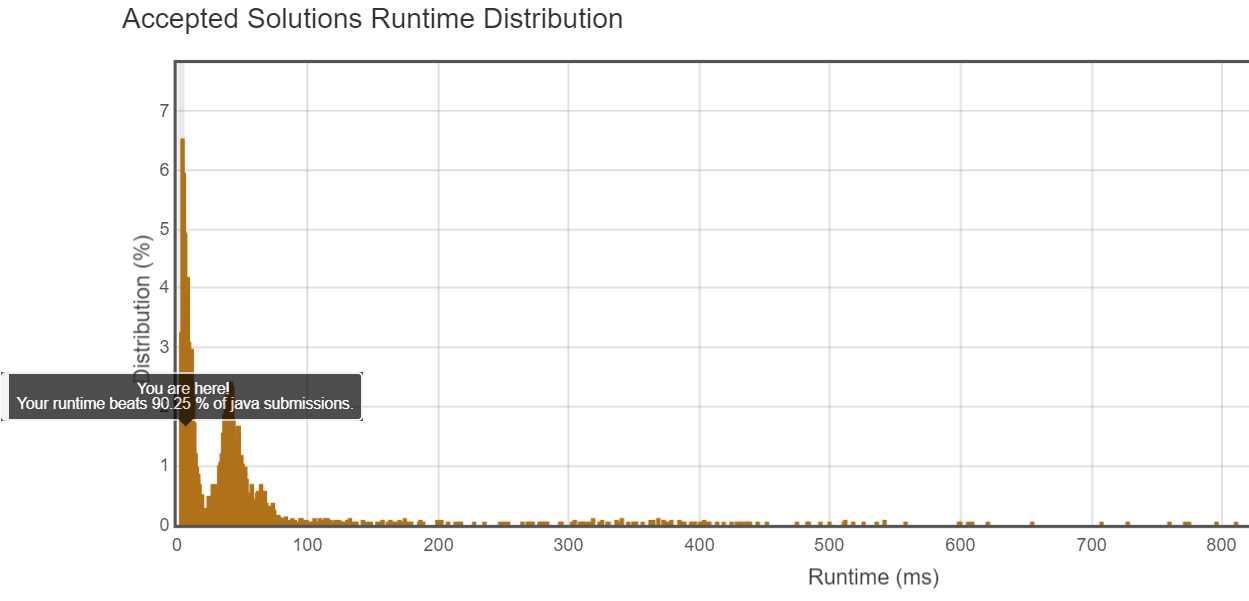 Accepted Solutions Runtime Distribution
Distribution (%)
7
6
5
4
3
2
1
0
You are here!
Your runtime beats 90.25 % of java submissions.
0 100 200 300 400 500 600 700 800
Runtime (ms)